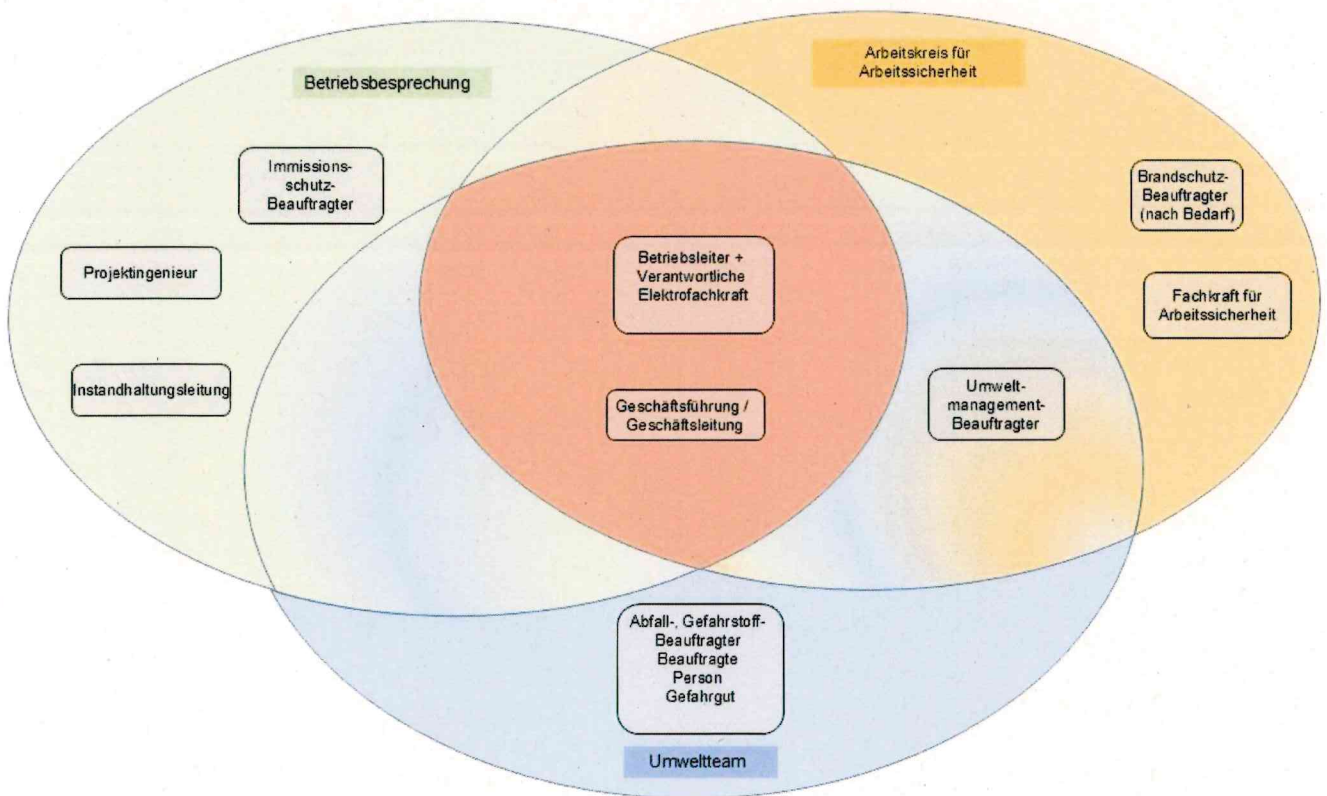 Betriebsbesprechung
Arbeitskreis für
Arbeitssicherheit
Immissions-
schutz-
Beauftragter
Projektingenieur
Instandhaltungsleitung
Betriebsleiter +
Verantwortliche
Elektrofachkraft
Geschäftsführung /
Geschäftsleitung
Brandschutz-
Beauftragter
(nach Bedarf)
Fachkraft für
Arbeitssicherheit
Umwelt-
management-
Beauftragter
Abfall-, Gefahrstoff-
Beauftragter
Beauftragte
Person
Gefahrgut
Umweltteam